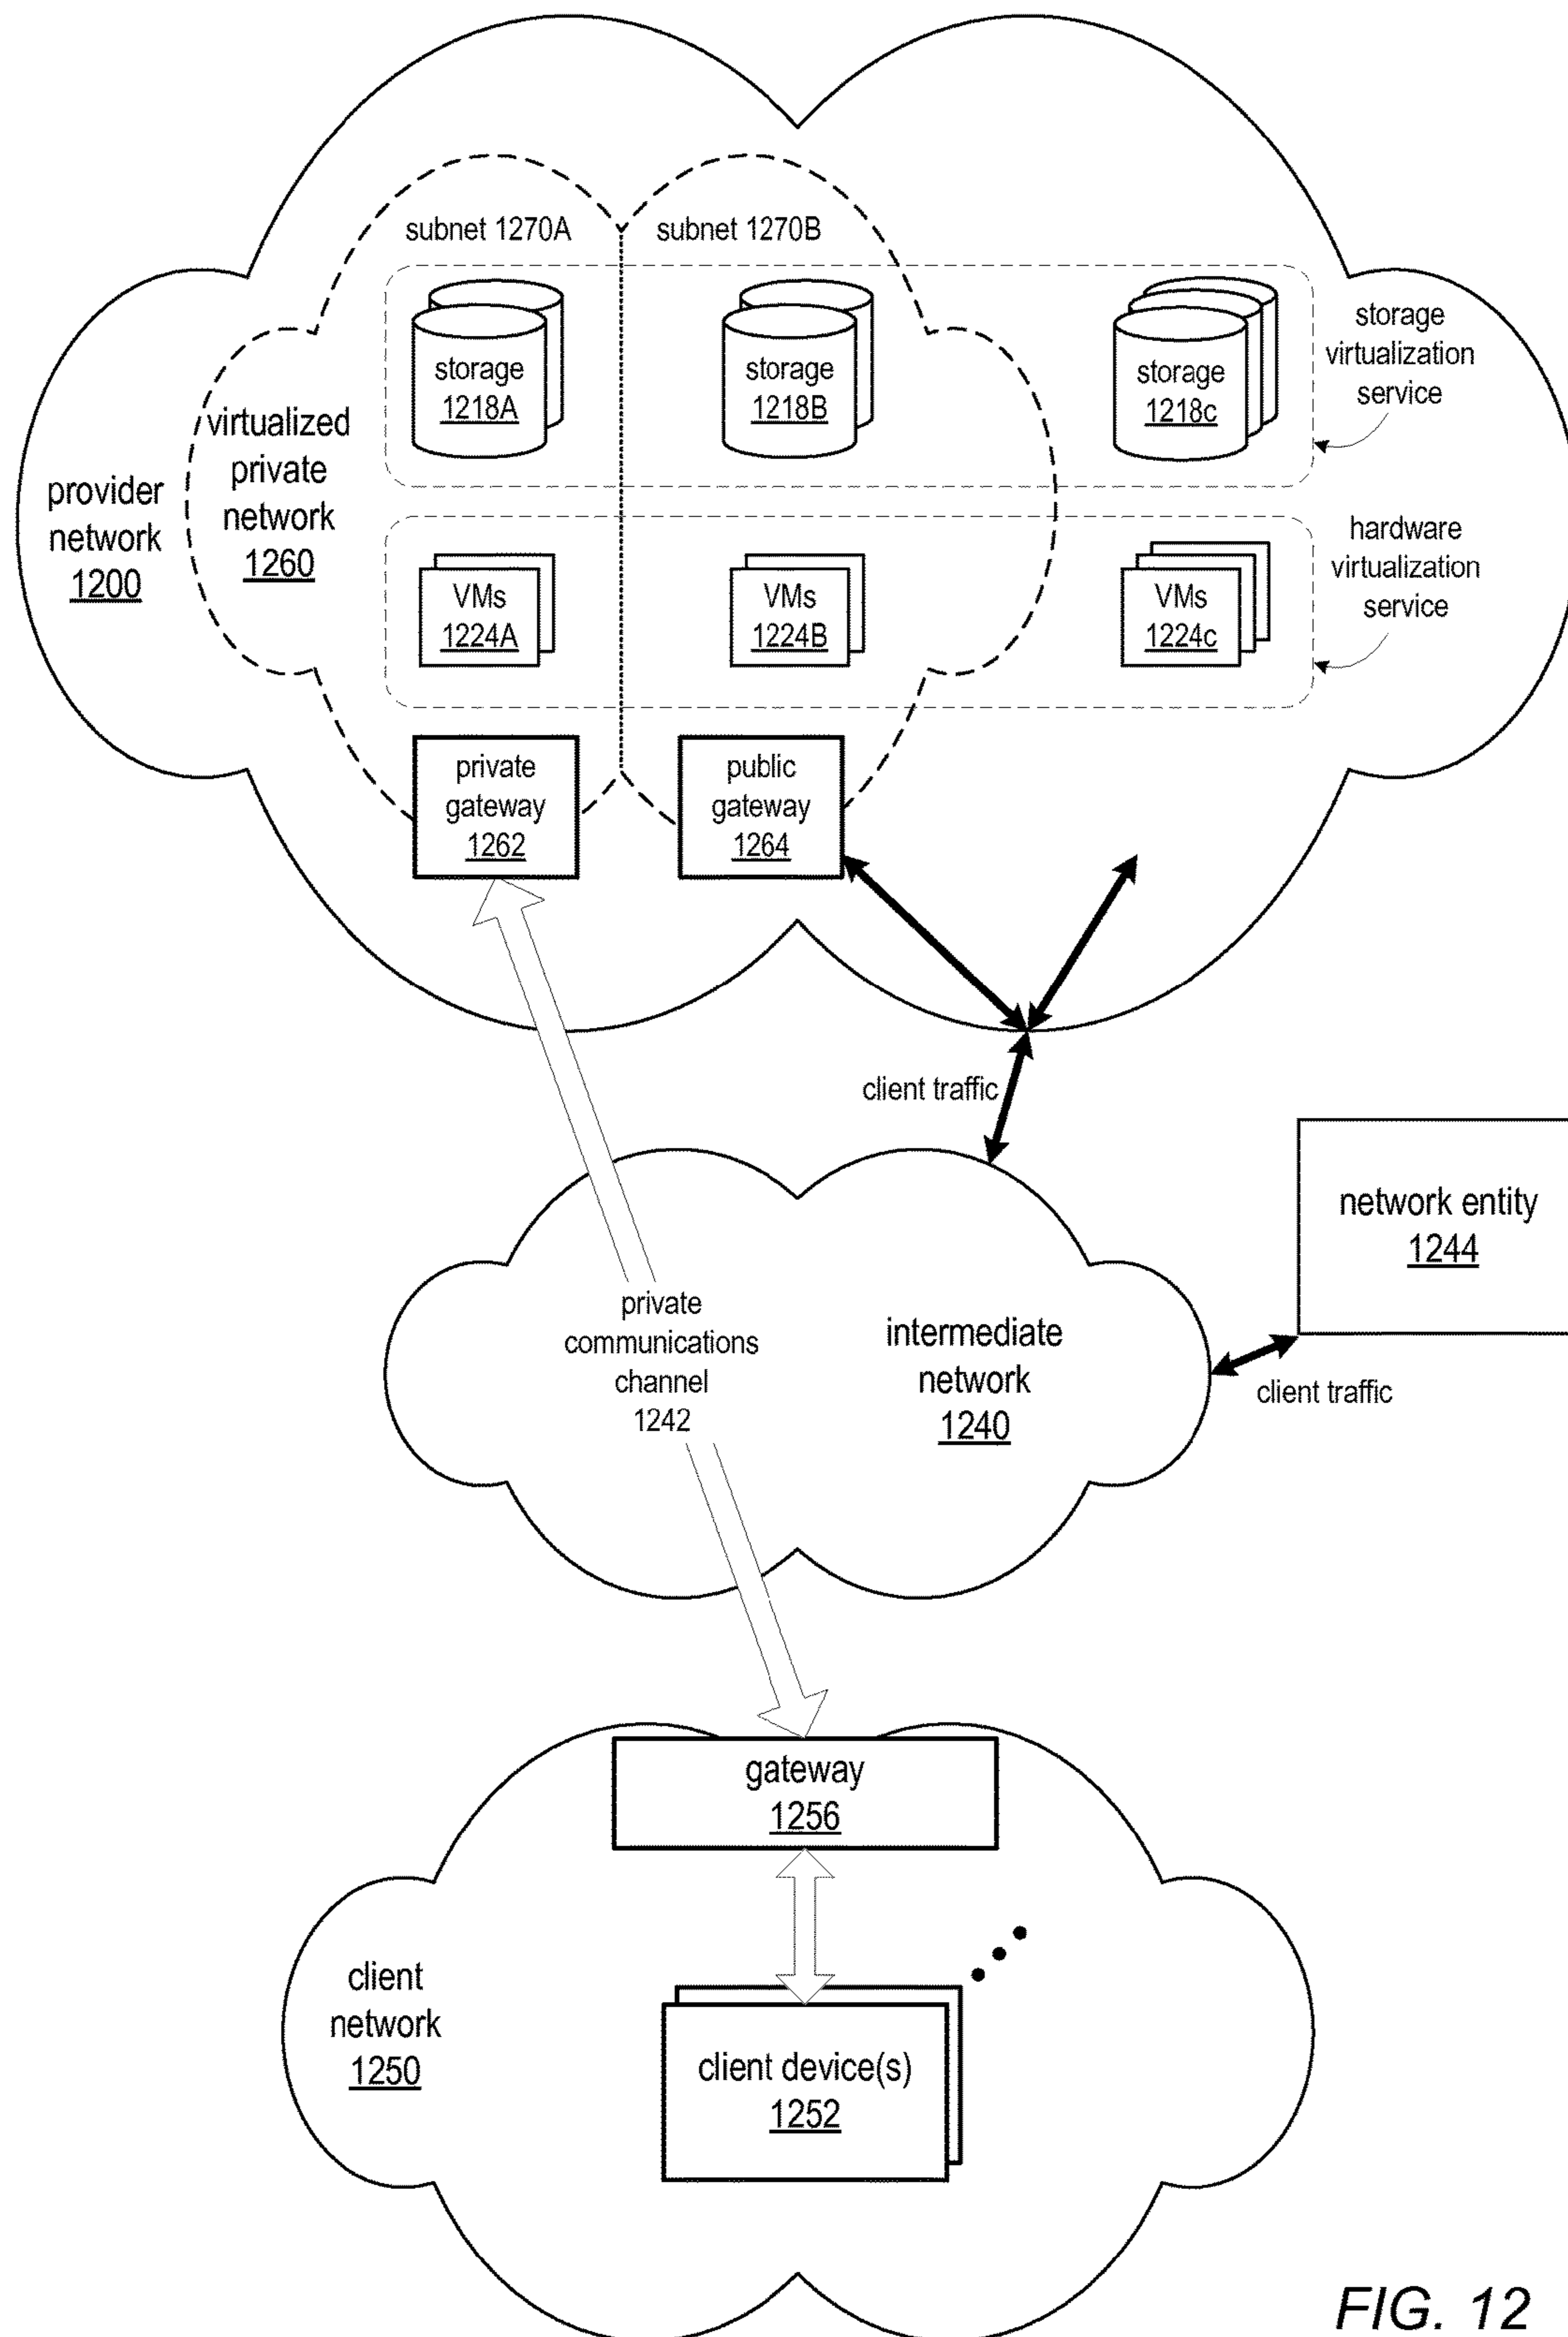 subnet 1270A
subnet 1270B
storage
1218A
storage
1218B
storage
1218c
storage
virtualization
service
provider
network
1200
virtualized
private
network
1260
VMs
1224A
VMs
1224B
VMs
1224c
hardware
virtualization
service
private
gateway
1262
public
gateway
1264
client traffic
network entity
1244
private
communications
channel
1242
intermediate
network
1240
client traffic
gateway
1256
client
network
1250
client device(s)
1252
FIG. 12